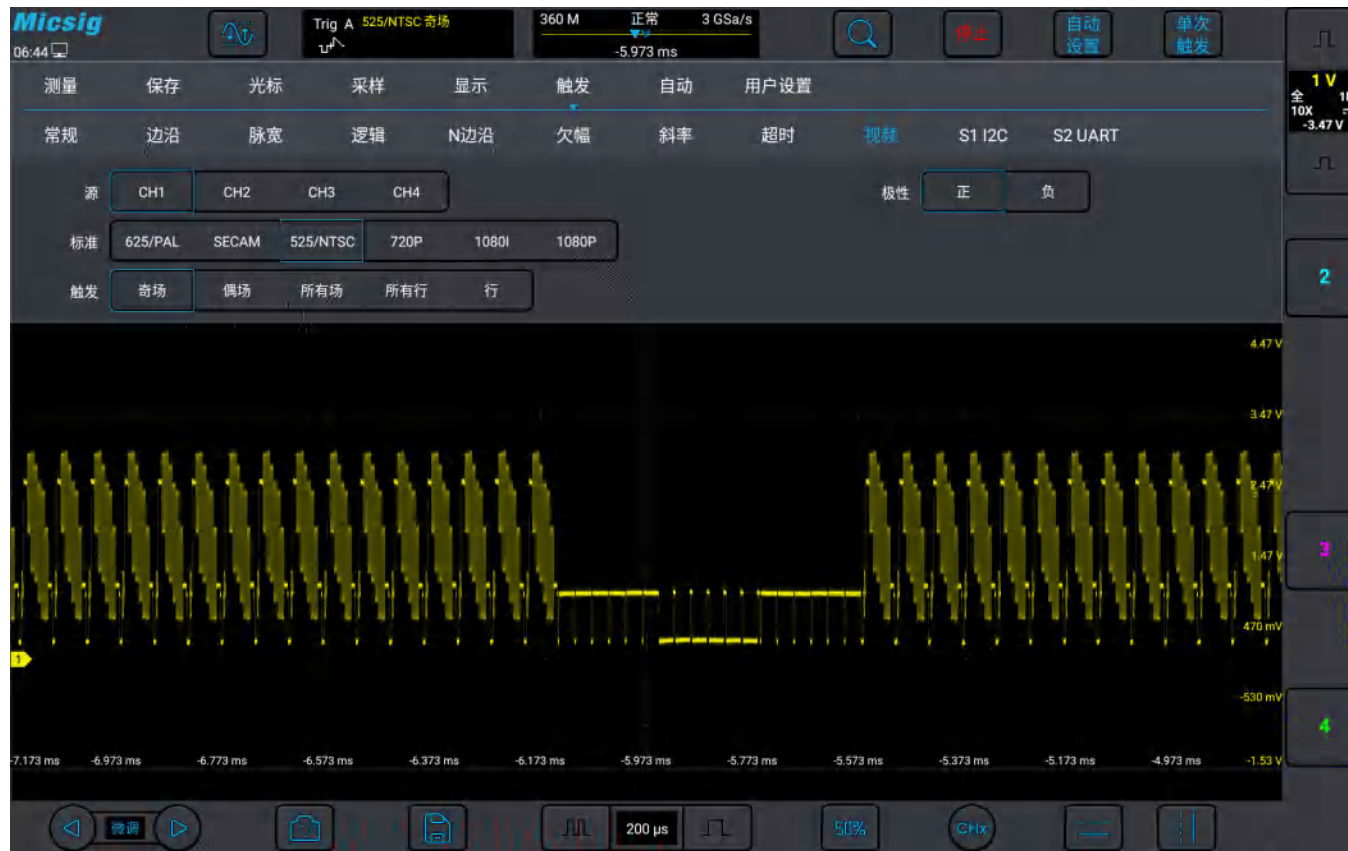 Micsig
06:44
Trig A 525/NTSC 奇场
360 M 正常 3 GSa/s
-5.973 ms
停止
自动
设置
单次
触发
测量 保存 光标 采样 显示 触发 自动 用户设置
常规 边沿 脉宽 逻辑 N边沿 欠幅 斜率 超时 视频 S1 I2C S2 UART
源 CH1 CH2 CH3 CH4 极性 正 负
标准 625/PAL SECAM 525/NTSC 720P 1080I 1080P
触发 奇场 偶场 所有场 所有行 行
1 V
全
10X
-3.47 V
2
3
4
4.47 V
3.47 V
2.47 V
1.47 V
470 mV
1
-530 mV
-1.53 V
-7.173 ms -6.973 ms -6.773 ms -6.573 ms -6.373 ms -6.173 ms -5.973 ms -5.773 ms -5.573 ms -5.373 ms -5.173 ms -4.973 ms
微调 200 μs 50% CHx